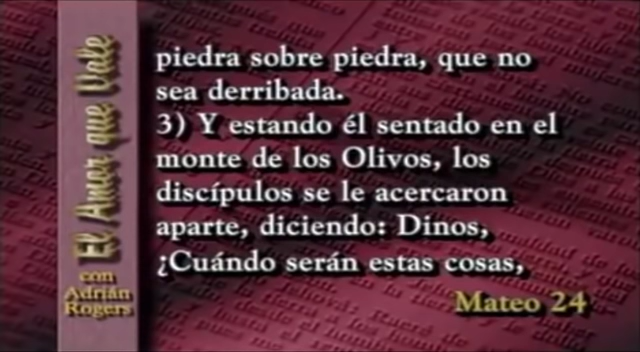 El Amor que Vale
con
Adrián
Rogers
piedra sobre piedra, que no
sea derribada.
3) Y estando él sentado en el
monte de los Olivos, los
discípulos se le acercaron
aparte, diciendo: Dinos,
¿Cuándo serán estas cosas,
Mateo 24